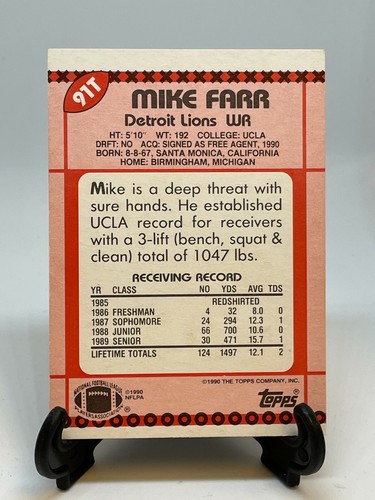 91T
MIKE FARR
Detroit Lions WR
HT: 5'10" WT: 192 COLLEGE: UCLA
DRFT: NO ACQ: SIGNED AS FREE AGENT, 1990
BORN: 8-8-67, SANTA MONICA, CALIFORNIA
HOME: BIRMINGHAM, MICHIGAN
Mike is a deep threat with
sure hands. He established
UCLA record for receivers
with a 3-lift (bench, squat &
clean) total of 1047 lbs.
RECEIVING RECORD
YR CLASS NO YDS AVG TDS
1985 REDSHIRTED
1986 FRESHMAN 4 32 8.0 0
1987 SOPHOMORE 24 294 12.3 1
1988 JUNIOR 66 700 10.6 0
1989 SENIOR 30 471 15.7 1
LIFETIME TOTALS 124 1497 12.1 2
©1990 THE TOPPS COMPANY, INC.
NATIONAL FOOTBALL LEAGUE
PLAYERS ASSOCIATION
©1990
NFLPA
topps®